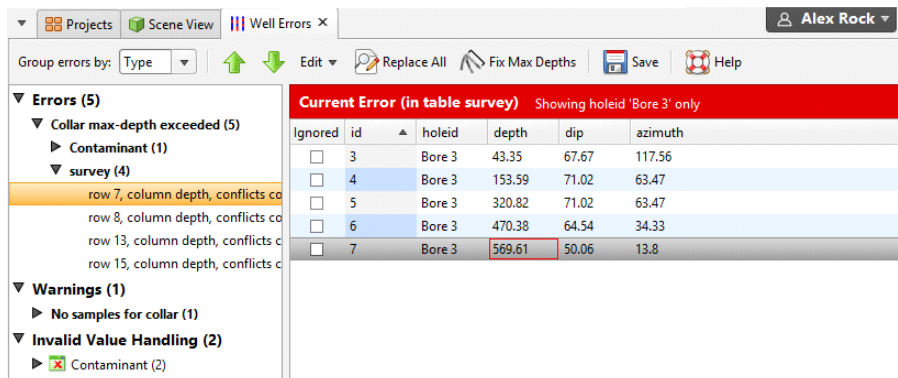 Projects Scene View Well Errors Alex Rock
Group errors by: Type Edit Replace All Fix Max Depths Save Help
Errors (5)
Collar max-depth exceeded (5)
Contaminant (1)
survey (4)
row 7, column depth, conflicts co
row 8, column depth, conflicts co
row 13, column depth, conflicts c
row 15, column depth, conflicts c
Warnings (1)
No samples for collar (1)
Invalid Value Handling (2)
Contaminant (2)
Current Error (in table survey) Showing holeid 'Bore 3' only
Ignored id holeid depth dip azimuth
3 Bore 3 43.35 67.67 117.56
4 Bore 3 153.59 71.02 63.47
5 Bore 3 320.82 71.02 63.47
6 Bore 3 470.38 64.54 34.33
7 Bore 3 569.61 50.06 13.8